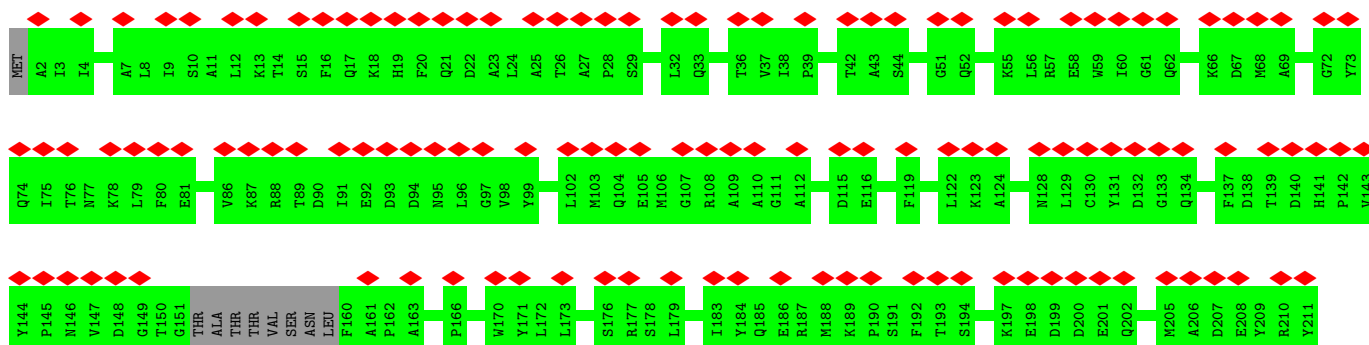 MET A2 I3 I4 A7 L8 I9 S10 A11 L12 K13 T14 S15 F16 Q17 K18 H19 F20 Q21 D22 A23 L24 A25 T26 A27 P28 S29 L32 Q33 T36 V37 I38 P39 T42 A43 S44 G51 Q52 K55 L56 R57 E58 W59 I60 G61 Q62 K66 D67 M68 A69 G72 Y73
Q74 I75 T76 N77 K78 L79 F80 E81 V86 K87 R88 T89 D90 I91 E92 D93 D94 N95 L96 G97 V98 Y99 L102 M103 Q104 E105 M106 G107 R108 A109 A110 G111 A112 D115 E116 F119 L122 K123 A124 N128 L129 C130 Y131 D132 G133 Q134 F137 D138 T139 D140 H141 P142 V143
Y144 P145 N146 V147 D148 G149 T150 G151 THR ALA THR THR VAL SER ASN LEU F160 A161 P162 A163 P166 W170 Y171 L172 L173 S176 R177 S178 L179 I183 Y184 Q185 E186 R187 M188 K189 P190 S191 F192 T193 S194 K197 E198 D199 D200 E201 Q202 M205 A206 D207 E208 Y209 R210 Y211